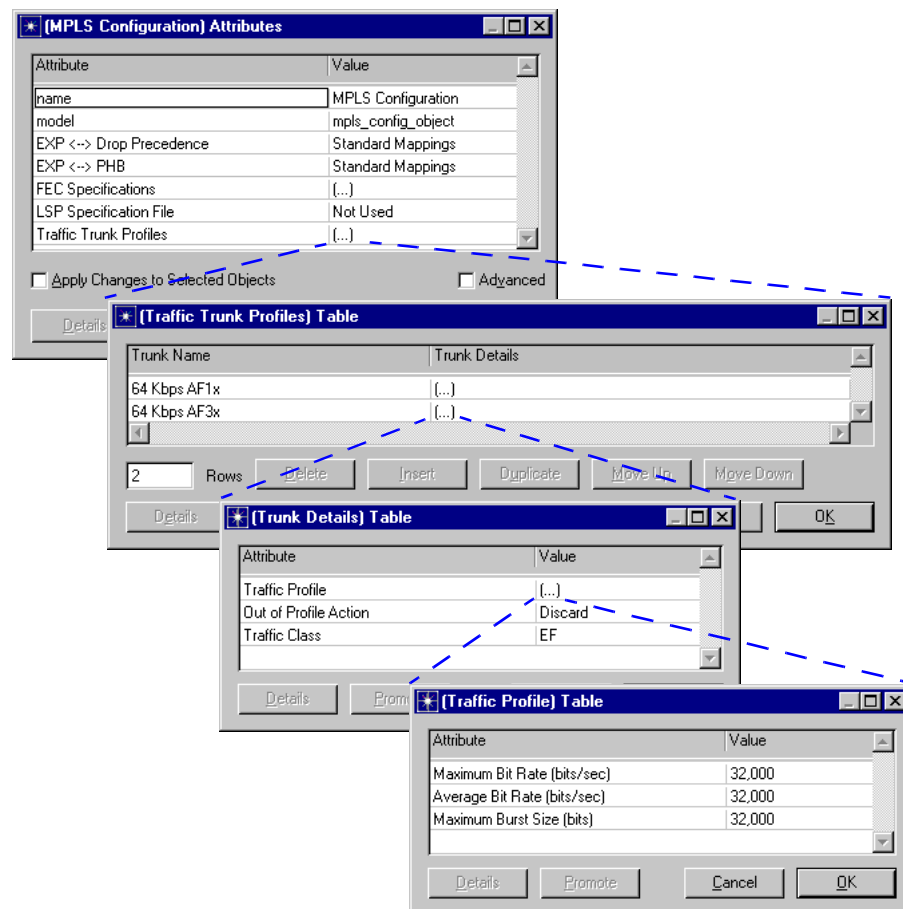 (MPLS Configuration) Attributes
Attribute Value
name MPLS Configuration
model mpls_config_object
EXP <--> Drop Precedence Standard Mappings
EXP <--> PHB Standard Mappings
FEC Specifications (...)
LSP Specification File Not Used
Traffic Trunk Profiles (...)
Apply Changes to Selected Objects Advanced
Details
(Traffic Trunk Profiles) Table
Trunk Name Trunk Details
64 Kbps AF1x (...)
64 Kbps AF3x (...)
2 Rows Delete Insert Duplicate Move Up Move Down
Details OK
(Trunk Details) Table
Attribute Value
Traffic Profile (...)
Out of Profile Action Discard
Traffic Class EF
Details
(Traffic Profile) Table
Attribute Value
Maximum Bit Rate (bits/sec) 32,000
Average Bit Rate (bits/sec) 32,000
Maximum Burst Size (bits) 32,000
Details Promote Cancel OK